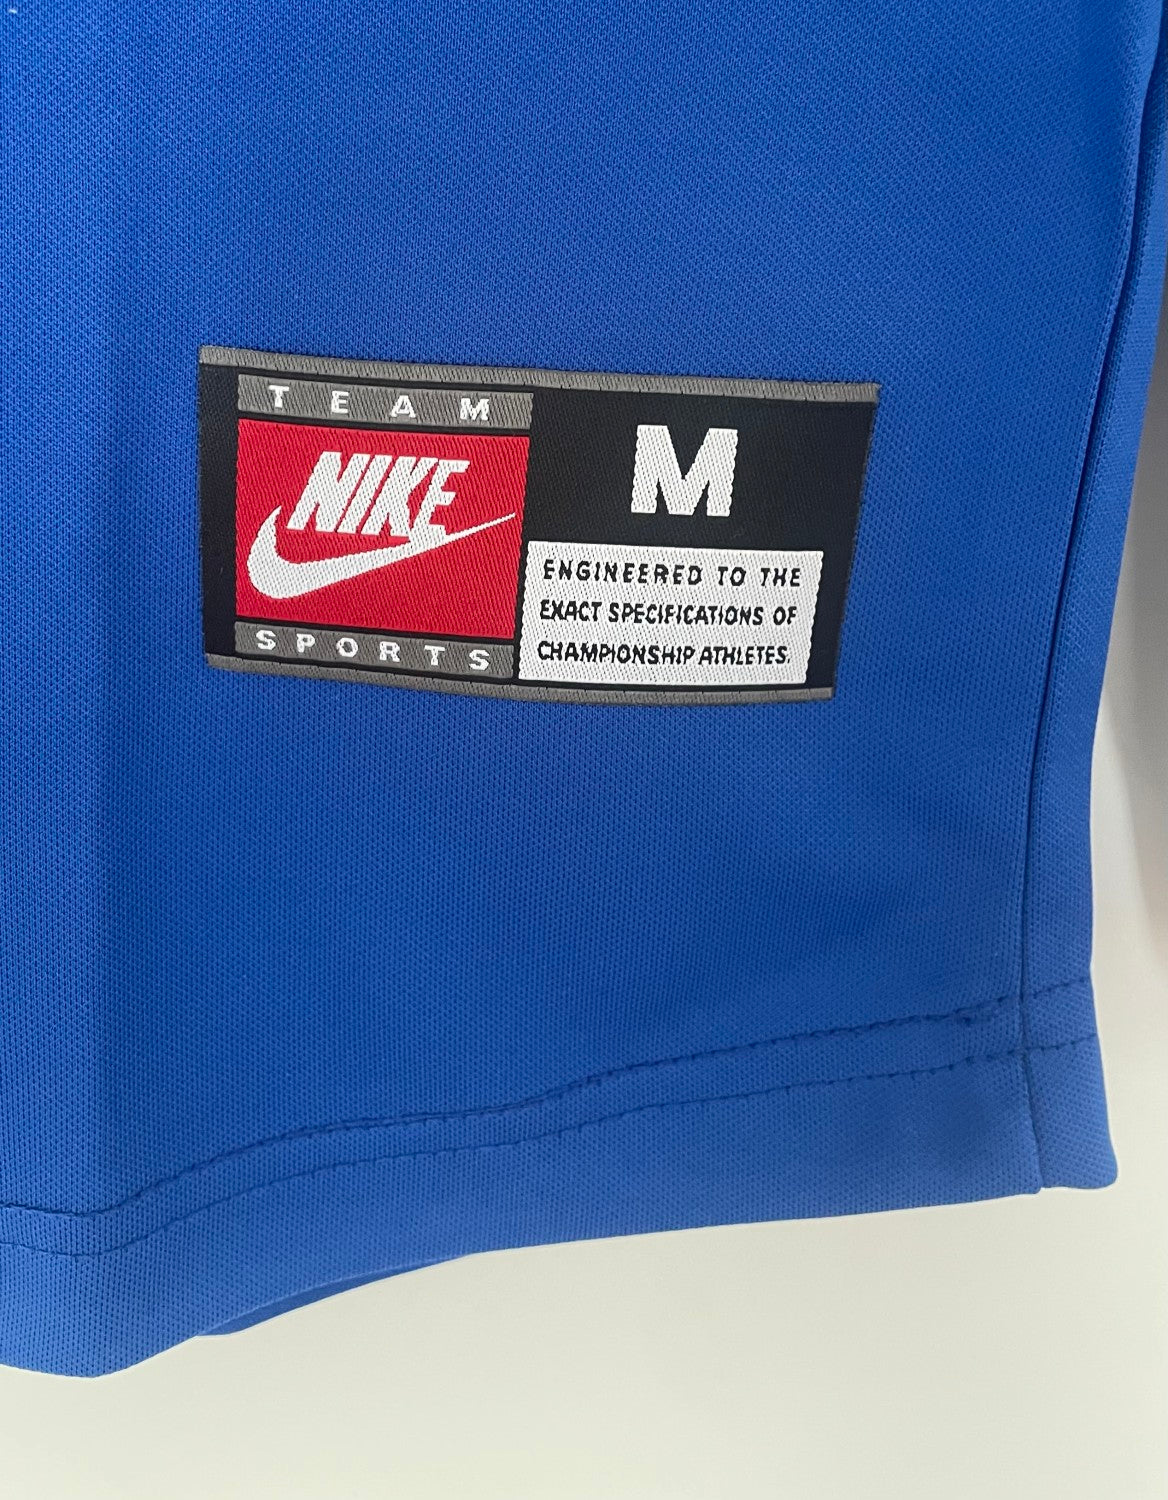 TEAM
NIKE
SPORTS
M
ENGINEERED TO THE
EXACT SPECIFICATIONS OF
CHAMPIONSHIP ATHLETES.